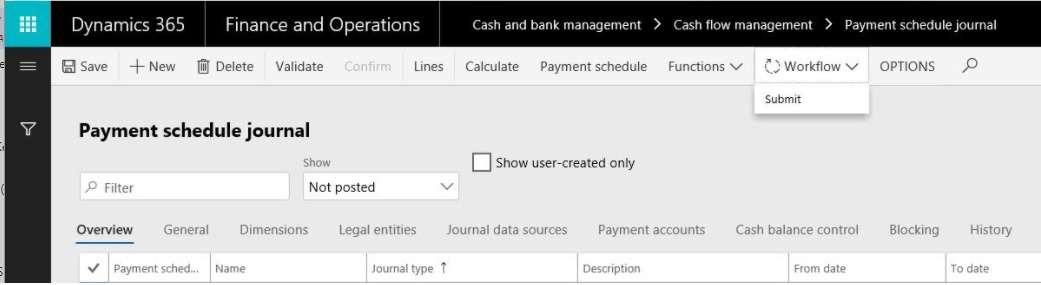 Dynamics 365 Finance and Operations Cash and bank management > Cash flow management > Payment schedule journal
Save + New Delete Validate Confirm Lines Calculate Payment schedule Functions Workflow OPTIONS
Submit
Payment schedule journal
Show
Show user-created only
Filter Not posted
Overview General Dimensions Legal entities Journal data sources Payment accounts Cash balance control Blocking History
Payment sched... Name Journal type ↑ Description From date To date